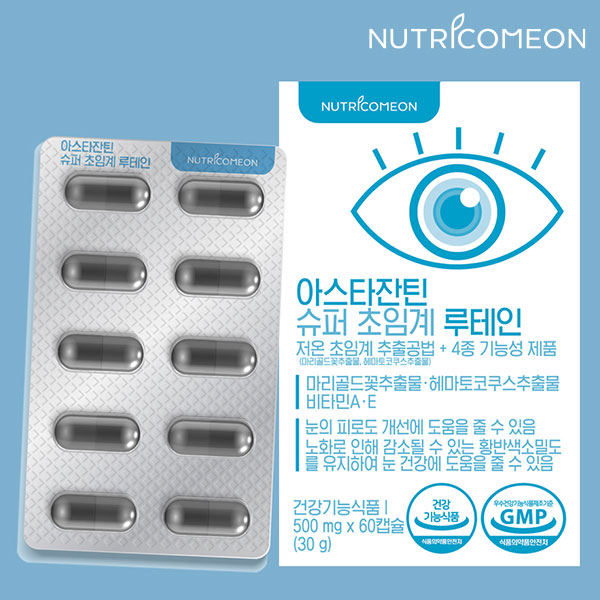 NUTRICOMEON
아스타잔틴
슈퍼 초임계 루테인
NUTRICOMEON
NUTRICOMEON
아스타잔틴
슈퍼 초임계 루테인
저온 초임계 추출공법 + 4종 기능성 제품
(마리골드꽃추출물, 헤마토코쿠스추출물)
마리골드꽃추출물·헤마토코쿠스추출물
비타민A·E
눈의 피로도 개선에 도움을 줄 수 있음
노화로 인해 감소될 수 있는 황반색소밀도
를 유지하여 눈 건강에 도움을 줄 수 있음
건강기능식품 |
500 mg x 60캡슐
(30 g)
건강
기능식품
식품의약품안전처
우수건강기능식품제조기준
GMP
식품의약품안전처